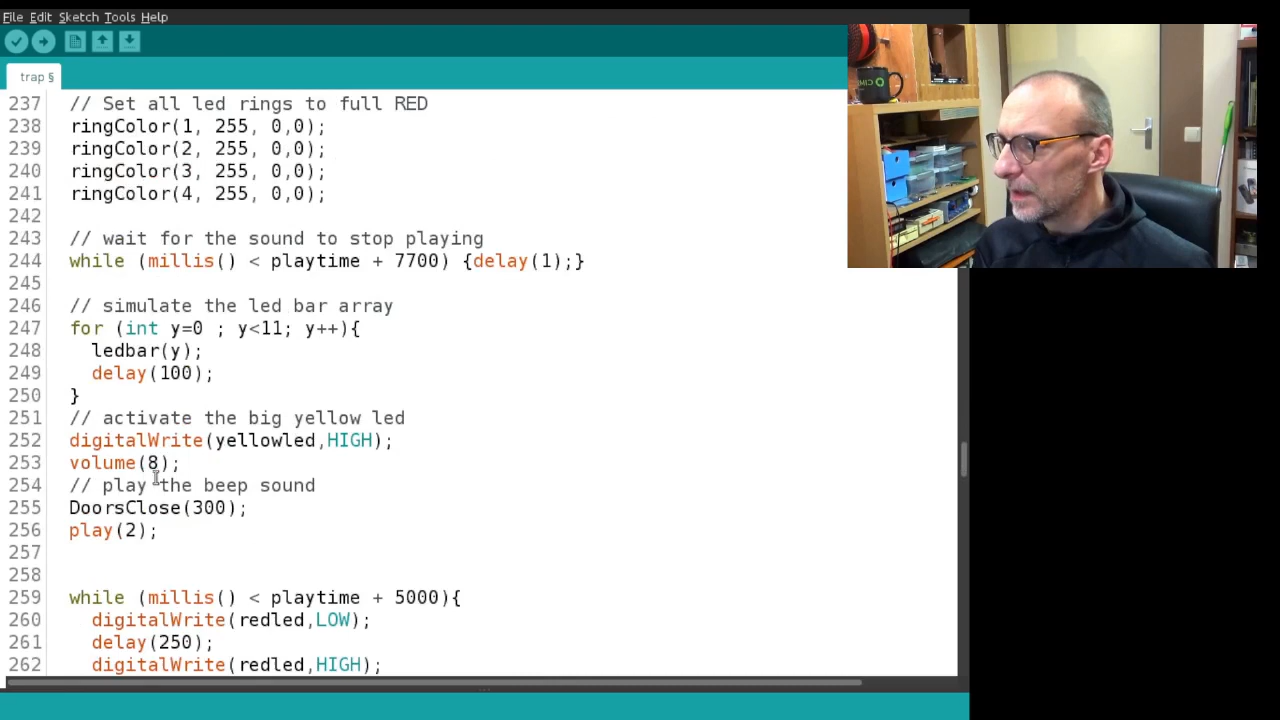 File Edit Sketch Tools Help
trap §
237 // Set all led rings to full RED
238 ringColor(1, 255, 0,0);
239 ringColor(2, 255, 0,0);
240 ringColor(3, 255, 0,0);
241 ringColor(4, 255, 0,0);
242
243 // wait for the sound to stop playing
244 while (millis() < playtime + 7700) {delay(1);}
245
246 // simulate the led bar array
247 for (int y=0 ; y<11; y++){
248 ledbar(y);
249 delay(100);
250 }
251 // activate the big yellow led
252 digitalWrite(yellowled,HIGH);
253 volume(8);
254 // play the beep sound
255 DoorsClose(300);
256 play(2);
257
258
259 while (millis() < playtime + 5000){
260 digitalWrite(redled,LOW);
261 delay(250);
262 digitalWrite(redled,HIGH);